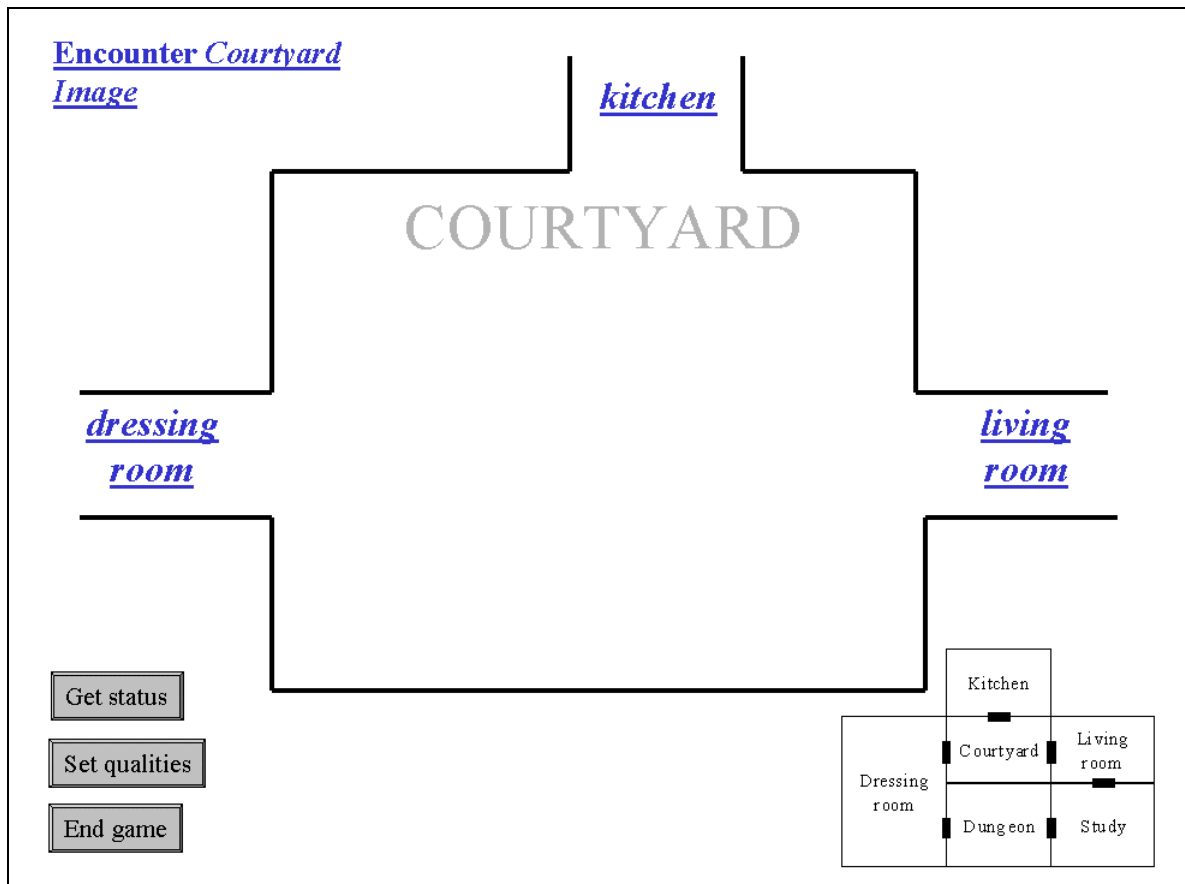 Encounter Courtyard
Image
kitchen
COURTYARD
dressing
room
living
room
Get status
Set qualities
End game
Kitchen
Courtyard
Living
room
Dressing
room
Dungeon
Study